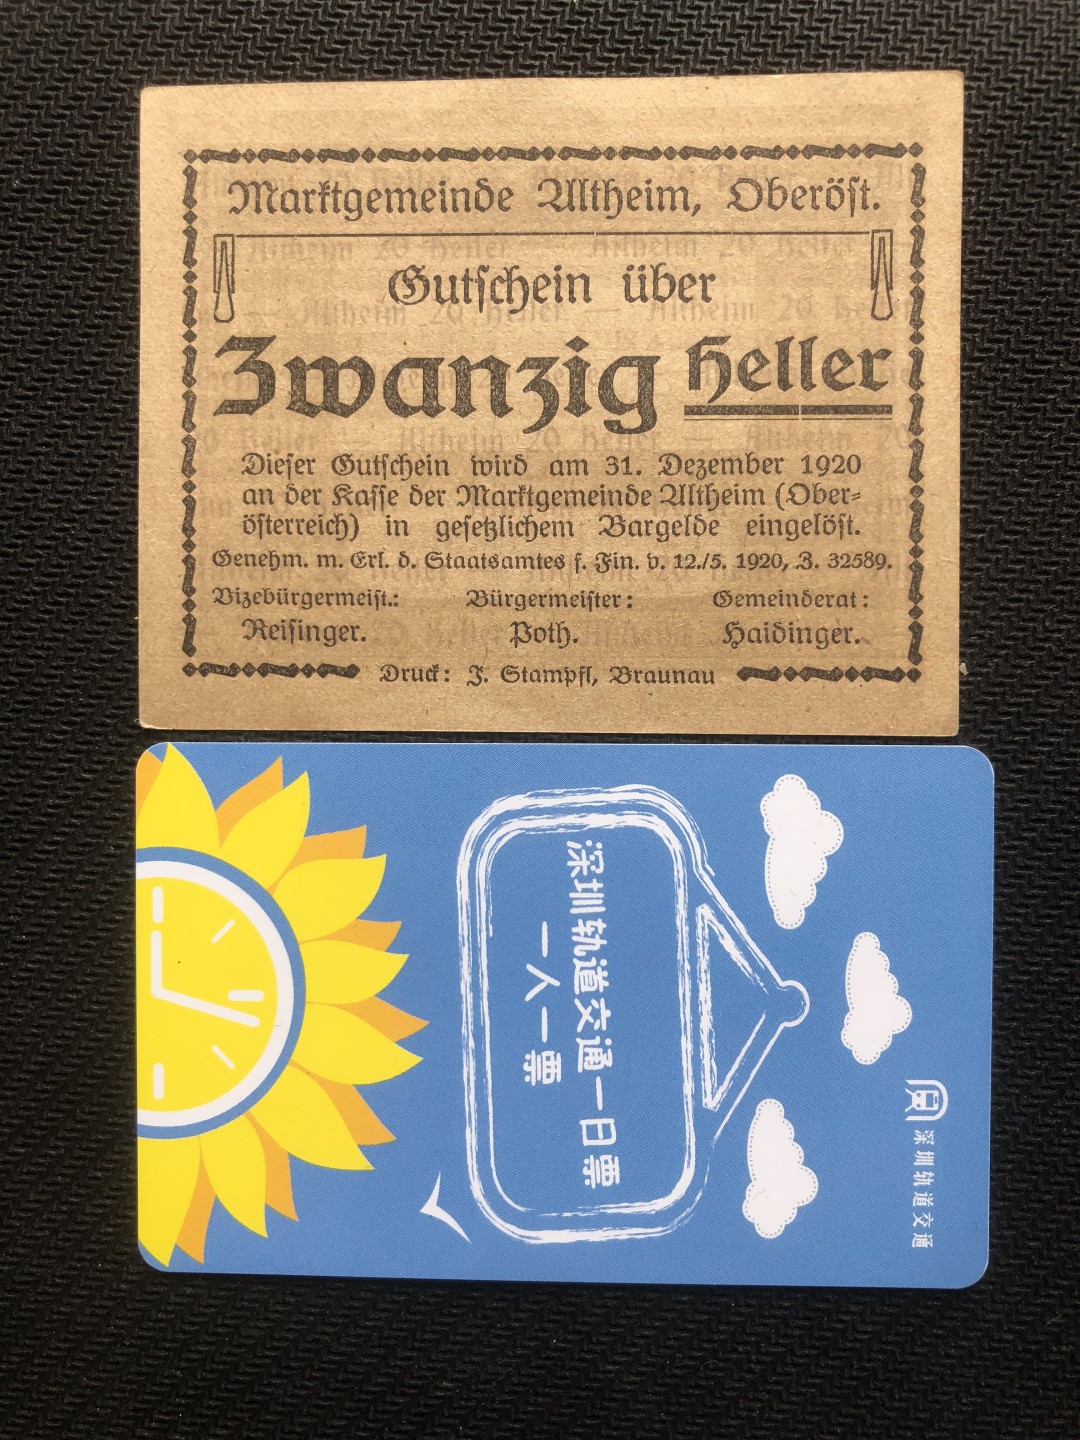 Marktgemeinde Altheim, Oberöst.
Gutschein über
Zwanzig Heller
Dieser Gutschein wird am 31. Dezember 1920
an der Kasse der Marktgemeinde Altheim (Ober-
österreich) in gesetzlichem Bargelde eingelöst.
Genehm. m. Erl. d. Staatsamtes f. Fin. v. 12./5. 1920, Z. 32589.
Vizebürgermeist.: Bürgermeister: Gemeinderat:
Reisinger. Poth. Haidinger.
Druck: J. Stampfl, Braunau
深圳轨道交通
深圳轨道交通一日票
一人一票